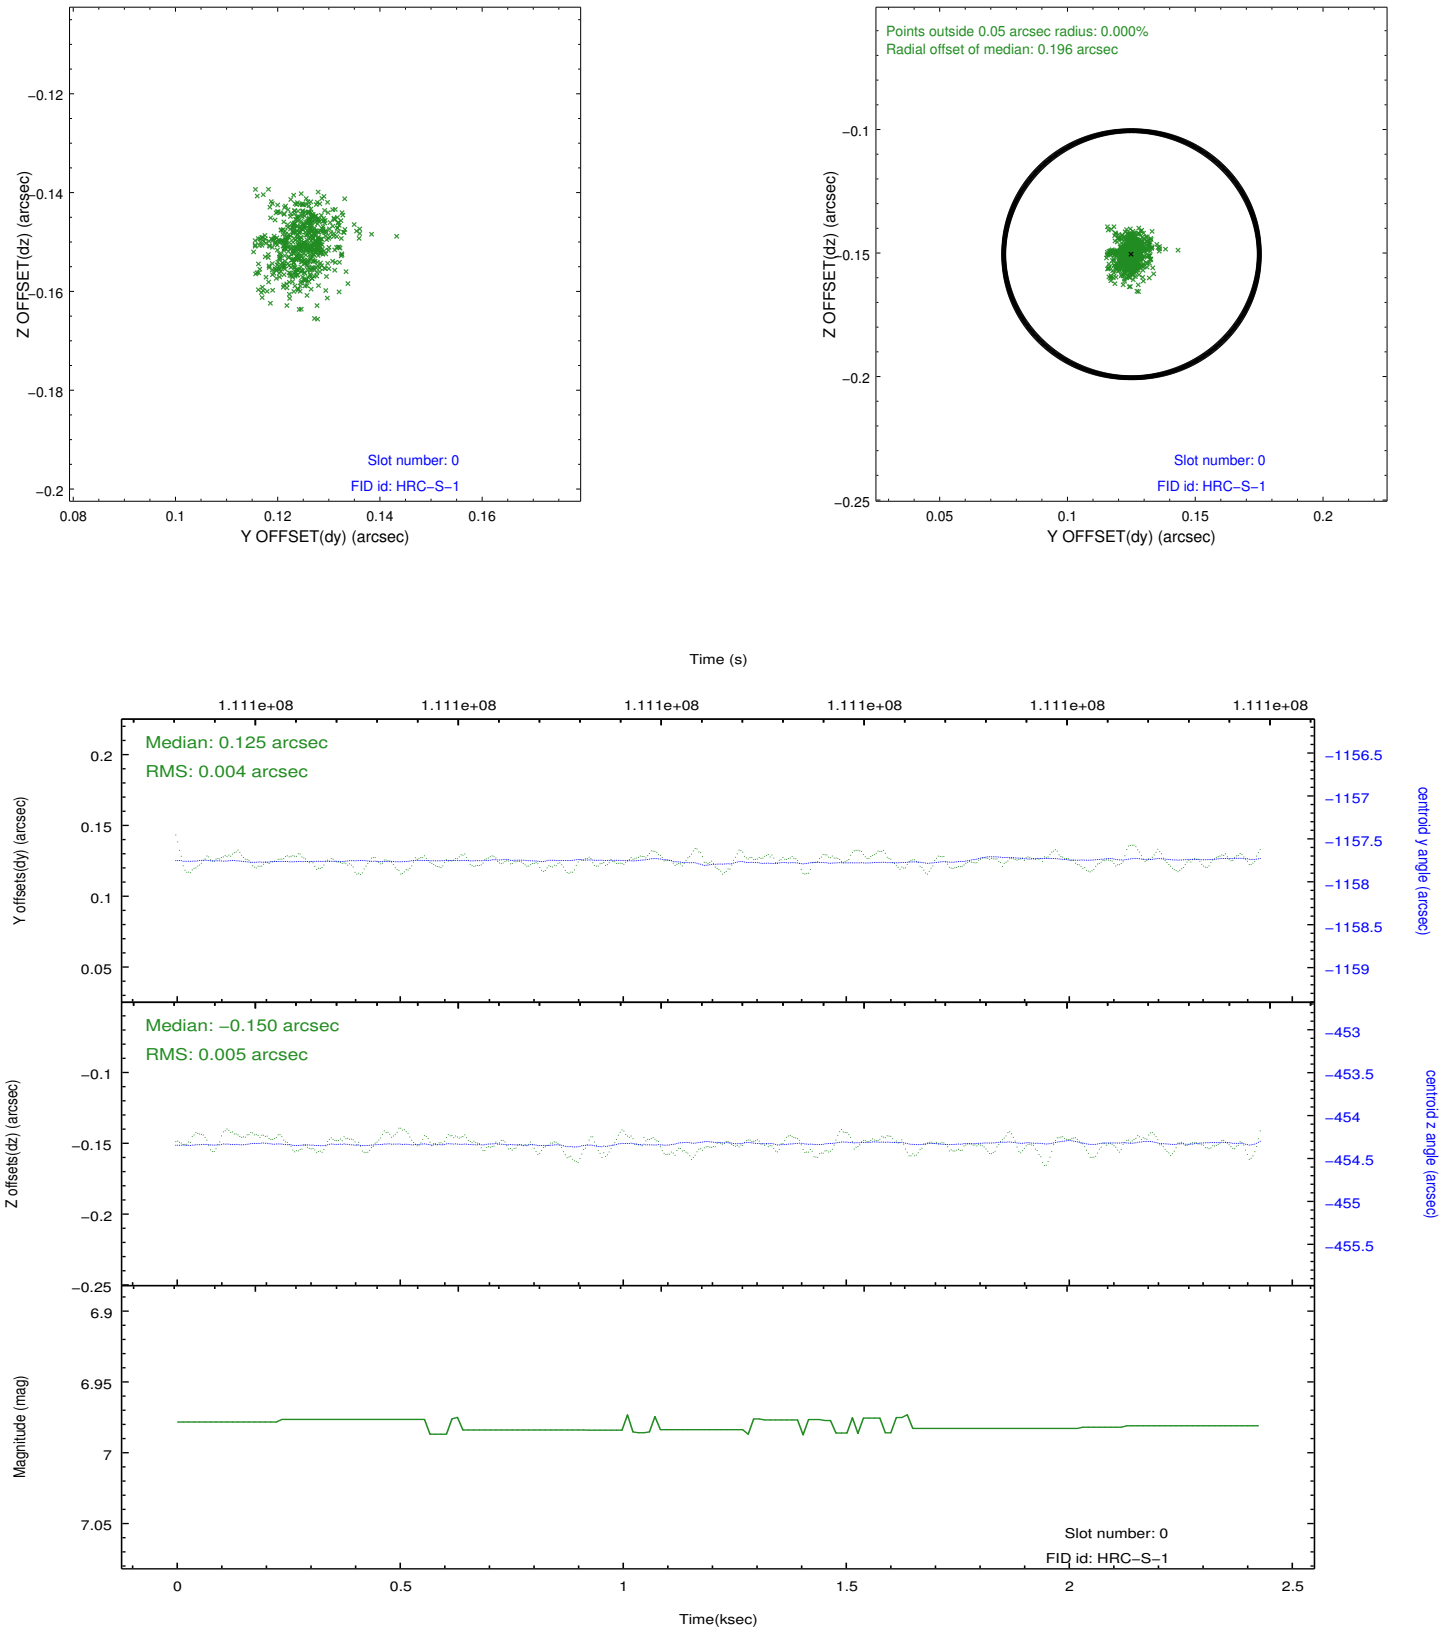 −0.12
−0.14
−0.16
−0.18
−0.2
Z OFFSET(dz) (arcsec)
Slot number: 0
FID id: HRC−S−1
0.08 0.1 0.12 0.14 0.16
Y OFFSET(dy) (arcsec)
Points outside 0.05 arcsec radius: 0.000%
Radial offset of median: 0.196 arcsec
−0.1
−0.15
−0.2
−0.25
Z OFFSET(dz) (arcsec)
Slot number: 0
FID id: HRC−S−1
0.05 0.1 0.15 0.2
Y OFFSET(dy) (arcsec)
Time (s)
1.111e+08 1.111e+08 1.111e+08 1.111e+08 1.111e+08 1.111e+08
Median: 0.125 arcsec
RMS: 0.004 arcsec
0.2
0.15
0.1
0.05
Y offsets(dy) (arcsec)
−1156.5
−1157
−1157.5
−1158
−1158.5
−1159
centroid y angle (arcsec)
Median: −0.150 arcsec
RMS: 0.005 arcsec
−0.1
−0.15
−0.2
−0.25
Z offsets(dz) (arcsec)
−453
−453.5
−454
−454.5
−455
−455.5
centroid z angle (arcsec)
6.9
6.95
7
7.05
Magnitude (mag)
Slot number: 0
FID id: HRC−S−1
0 0.5 1 1.5 2 2.5
Time(ksec)